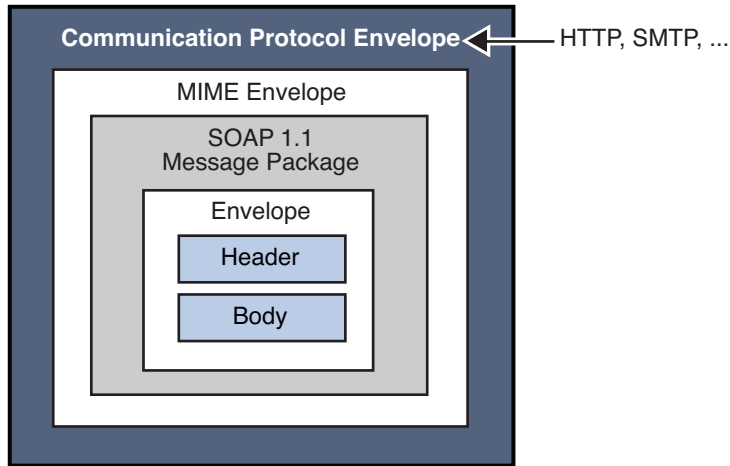 Communication Protocol Envelope
HTTP, SMTP, ...
MIME Envelope
SOAP 1.1
Message Package
Envelope
Header
Body